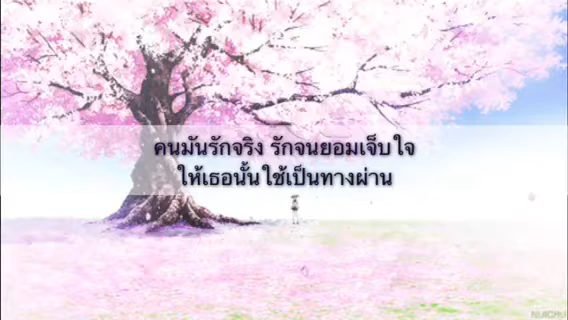 คนมันรักจริง รักจนยอมเจ็บใจ
ให้เธอนั้นใช้เป็นทางผ่าน